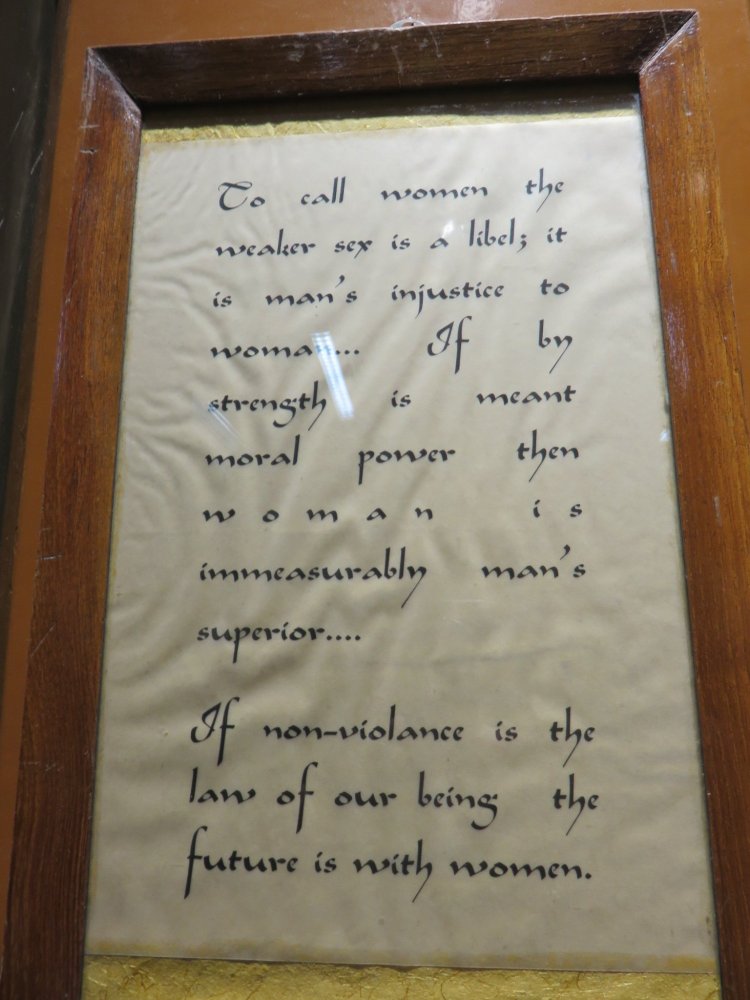 To call women the
weaker sex is a libel; it
is man's injustice to
woman... If by
strength is meant
moral power then
woman is
immeasurably man's
superior....
If non-violance is the
law of our being the
future is with women.